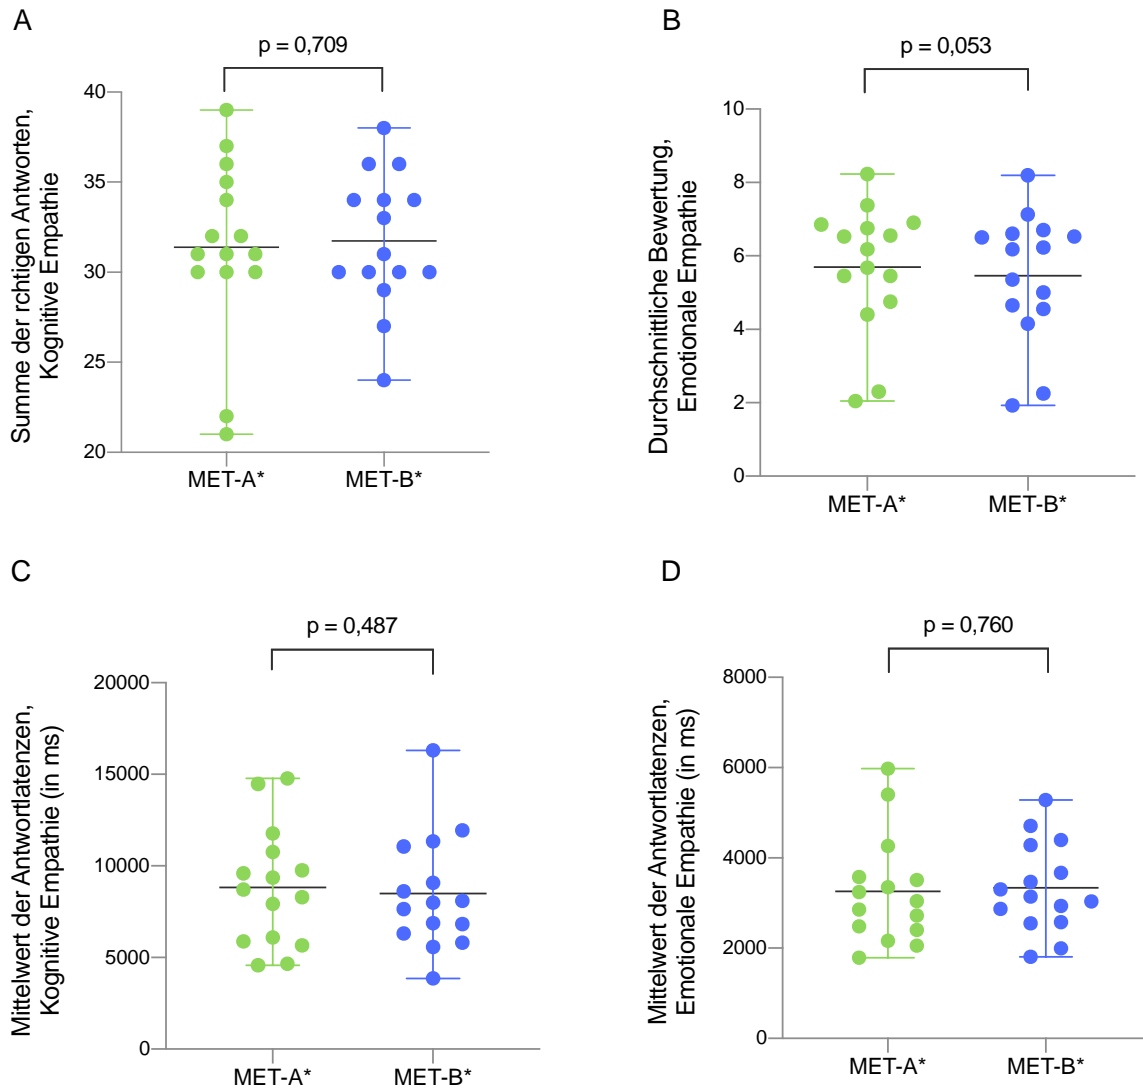 A
p = 0,709
Summe der rchtigen Antworten,
Kognitive Empathie
40
35
30
25
20
MET-A*
MET-B*
B
p = 0,053
Durchschnittliche Bewertung,
Emotionale Empathie
10
8
6
4
2
0
MET-A*
MET-B*
C
p = 0,487
Mittelwert der Antwortlatenzen,
Kognitive Empathie (in ms)
20000
15000
10000
5000
0
MET-A*
MET-B*
D
p = 0,760
Mittelwert der Antwortlatenzen,
Emotionale Empathie (in ms)
8000
6000
4000
2000
0
MET-A*
MET-B*